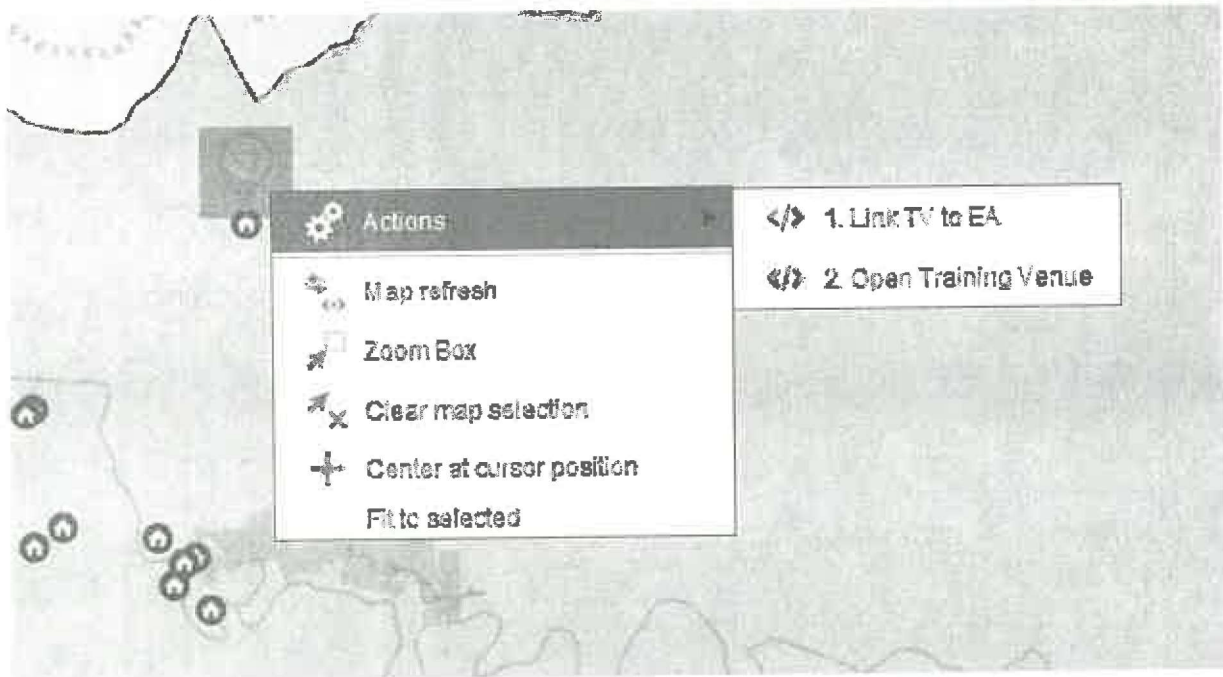 Actions
</> 1. Link TV to EA
</> 2. Open Training Venue
Map refresh
Zoom Box
Clear map selection
Center at cursor position
Fit to selected